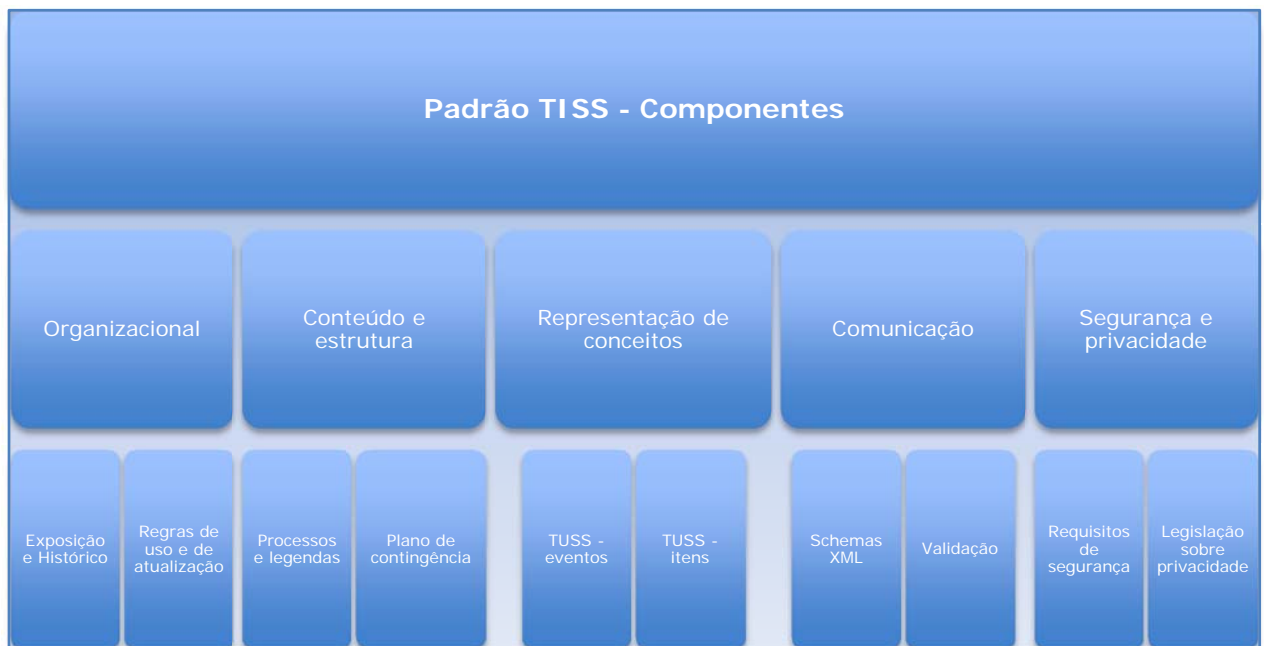 Padrão TISS - Componentes
Organizacional
Conteúdo e
estrutura
Representação de
conceitos
Comunicação
Segurança e
privacidade
Exposição
e Histórico
Regras de
uso e de
atualização
Processos
e legendas
Plano de
contingência
TUSS -
eventos
TUSS -
itens
Schemas
XML
Validação
Requisitos
de
segurança
Legislação
sobre
privacidade